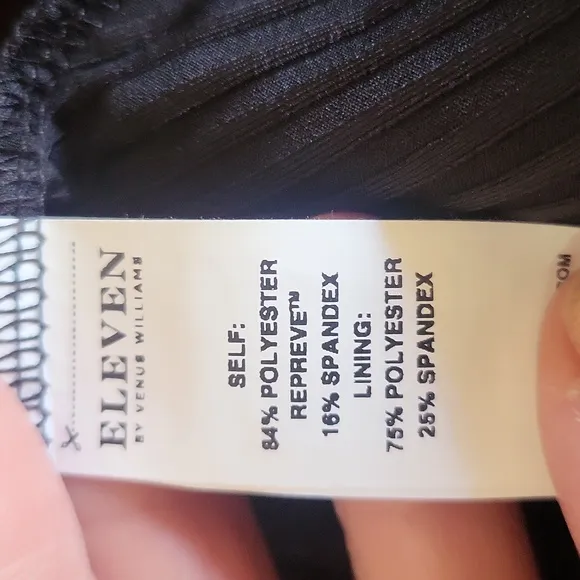 ELEVEN
BY VENUS WILLIAMS
SELF:
84% POLYESTER
REPREVE™
16% SPANDEX
LINING:
75% POLYESTER
25% SPANDEX